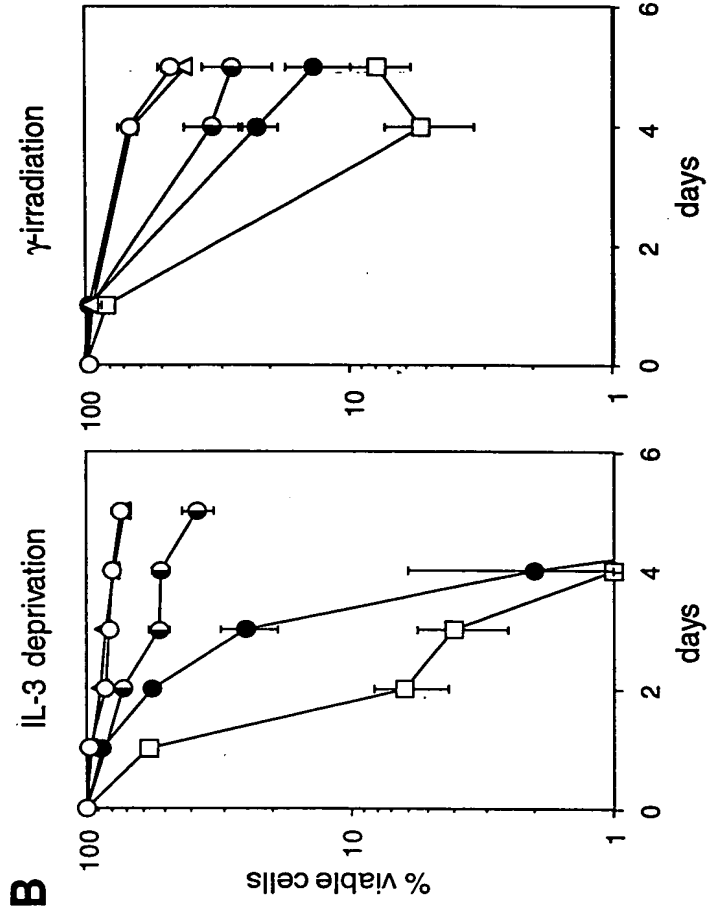 B
IL-3 deprivation
% viable cells
100
10
1
0 2 4 6
days
γ-irradiation
100
10
1
0 2 4 6
days